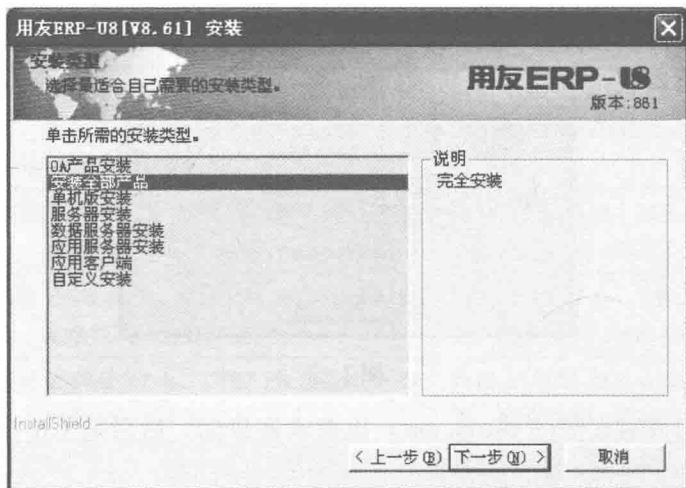 用友ERP-U8[V8.61] 安装
安装类型
选择最适合自己需要的安装类型。
用友ERP-U8
版本:861
单击所需的安装类型。
OA产品安装
安装全部产品
单机版安装
服务器安装
数据服务器安装
应用服务器安装
应用客户端
自定义安装
说明
完全安装
InstallShield
< 上一步(B)
下一步(N) >
取消